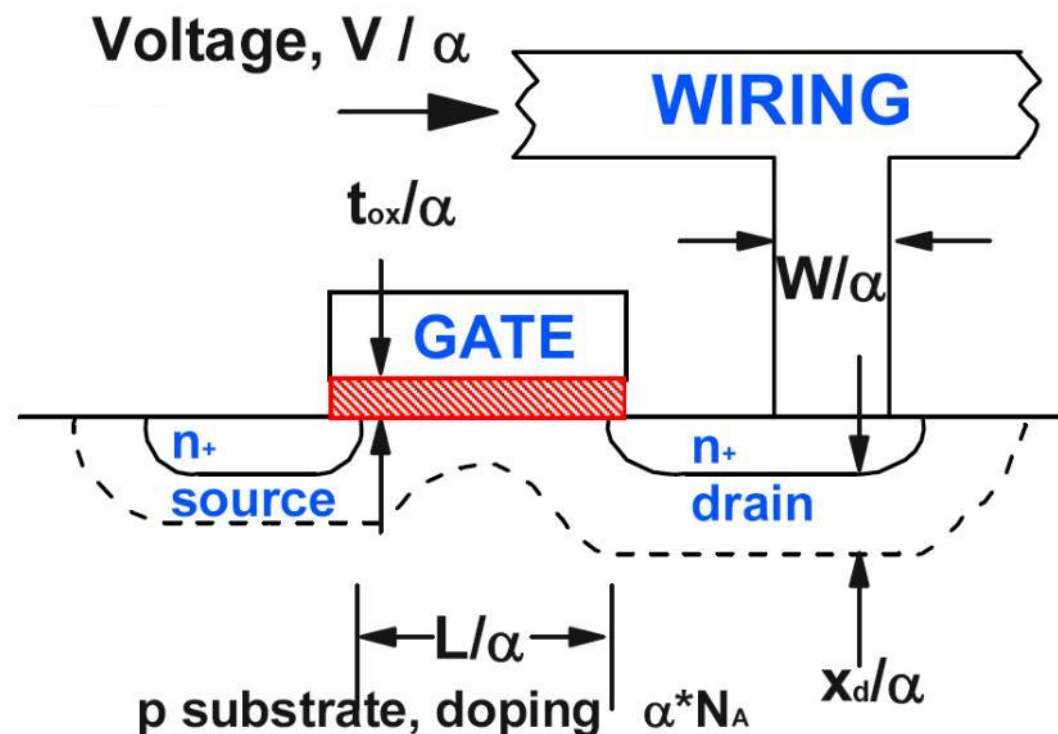 Voltage, V / α
WIRING
tox/α
W/α
GATE
n+
n+
source
drain
L/α
xd/α
p substrate, doping α*NA